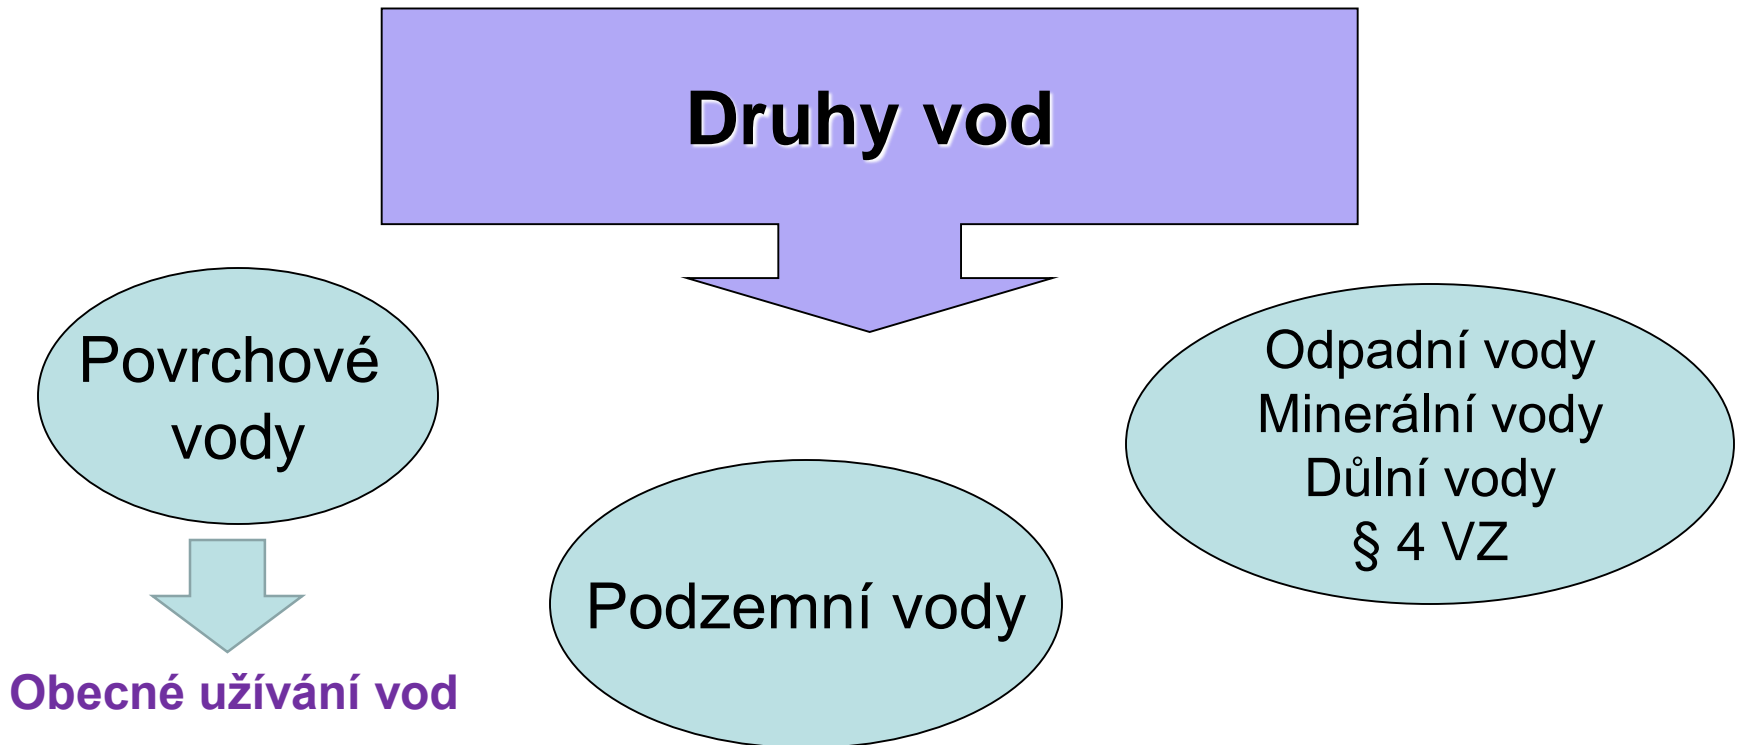 Druhy vod
Povrchové
vody
Obecné užívání vod
Podzemní vody
Odpadní vody
Minerální vody
Důlní vody
§ 4 VZ